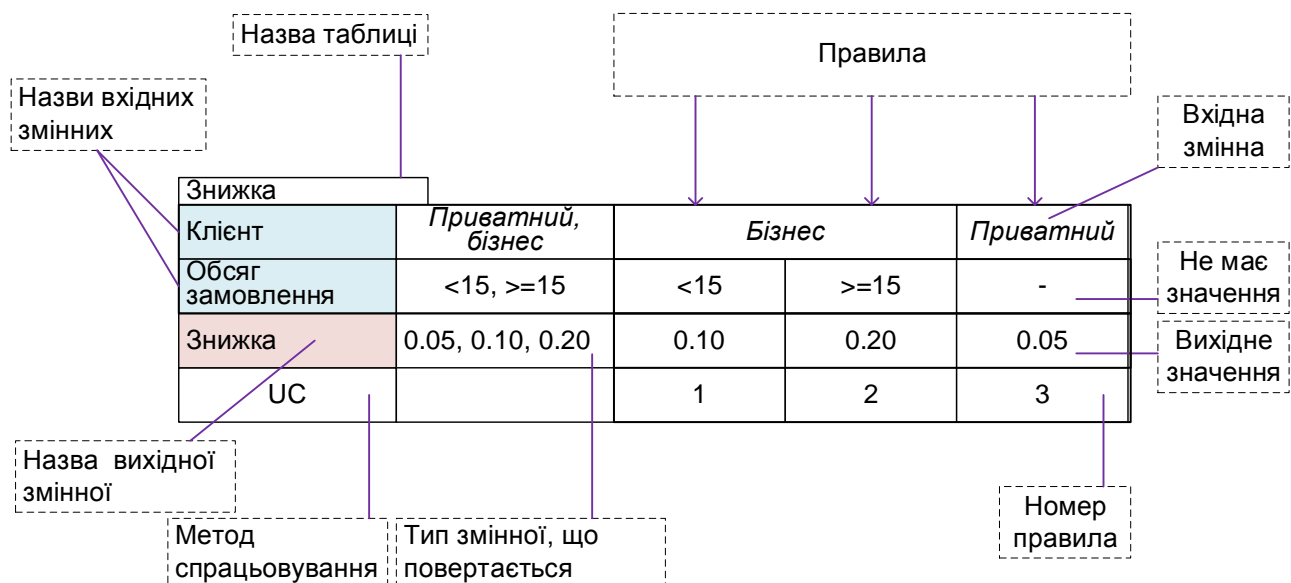 Назва таблиці
Правила
Назви вхідних
змінних
Вхідна
змінна
Знижка
Клієнт
Приватний,
бізнес
Бізнес
Приватний
Обсяг
замовлення
<15, >=15
<15
>=15
-
Не має
значення
Знижка
0.05, 0.10, 0.20
0.10
0.20
0.05
Вихідне
значення
UC
1
2
3
Назва вихідної
змінної
Номер
правила
Метод
спрацьовування
Тип змінної, що
повертається